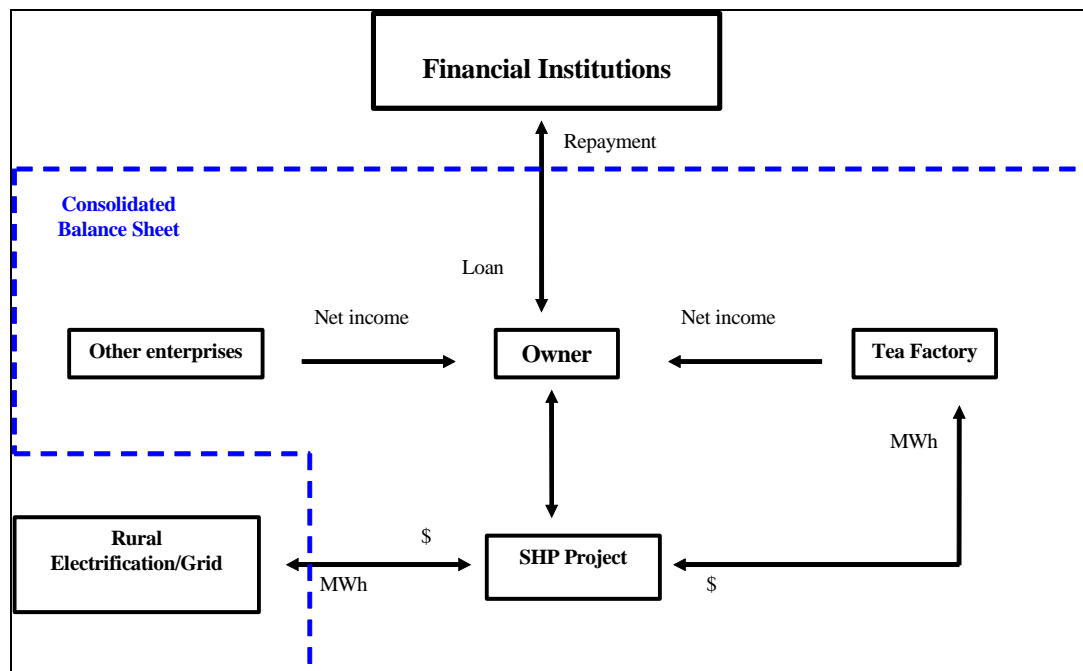 Financial Institutions
Repayment
Consolidated
Balance Sheet
Loan
Net income
Net income
Other enterprises
Owner
Tea Factory
MWh
Rural
Electrification/Grid
$
MWh
SHP Project
$